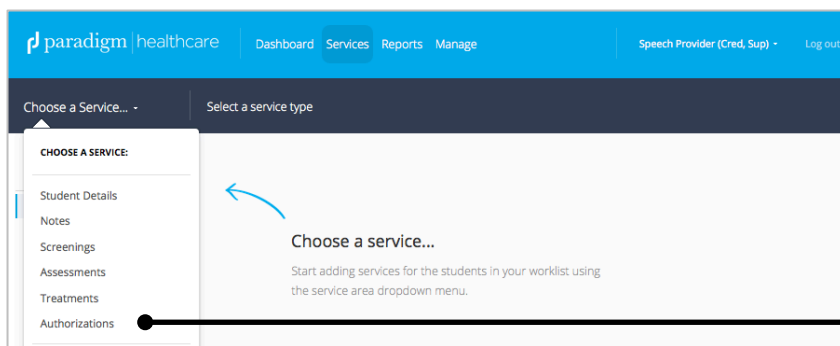 paradigm | healthcare Dashboard Services Reports Manage Speech Provider (Cred, Sup) Log out
Choose a Service... Select a service type
CHOOSE A SERVICE:
Student Details
Notes
Screenings
Assessments
Treatments
Authorizations
Choose a service...
Start adding services for the students in your worklist using
the service area dropdown menu.